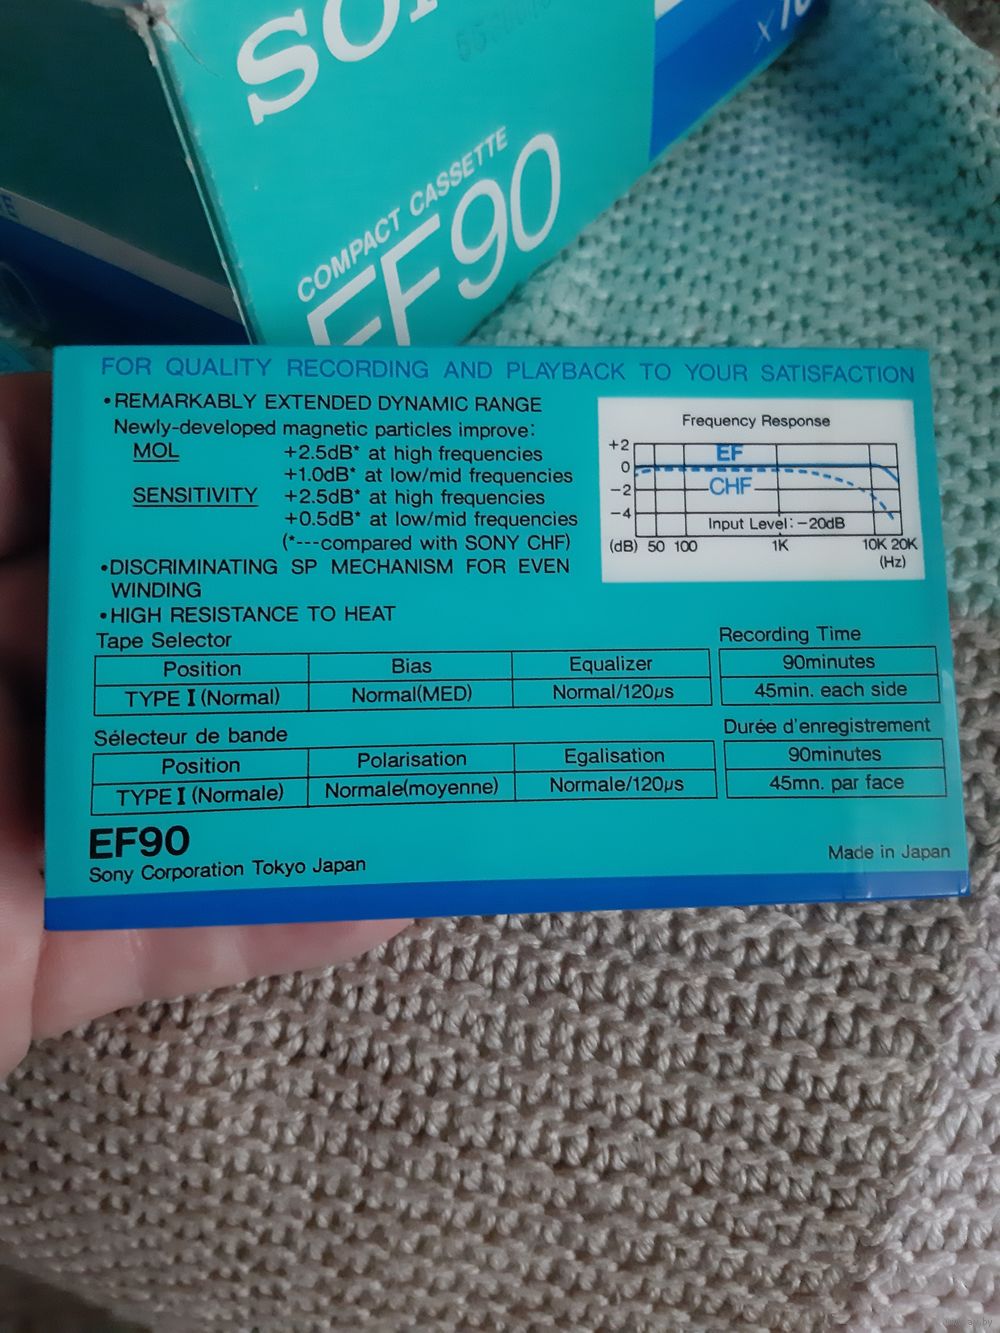 SONY
x10
COMPACT CASSETTE
EF90
FOR QUALITY RECORDING AND PLAYBACK TO YOUR SATISFACTION
•REMARKABLY EXTENDED DYNAMIC RANGE
Newly-developed magnetic particles improve:
MOL +2.5dB* at high frequencies
+1.0dB* at low/mid frequencies
SENSITIVITY +2.5dB* at high frequencies
+0.5dB* at low/mid frequencies
(*---compared with SONY CHF)
•DISCRIMINATING SP MECHANISM FOR EVEN
WINDING
•HIGH RESISTANCE TO HEAT
Frequency Response
+2
0
-2
-4
EF
CHF
Input Level:-20dB
(dB) 50 100 1K 10K 20K
(Hz)
Tape Selector
Position Bias Equalizer
TYPE I (Normal) Normal(MED) Normal/120μs
Recording Time
90minutes
45min. each side
Sélecteur de bande
Position Polarisation Egalisation
TYPE I (Normale) Normale(moyenne) Normale/120μs
Durée d'enregistrement
90minutes
45mn. par face
EF90
Sony Corporation Tokyo Japan
Made in Japan